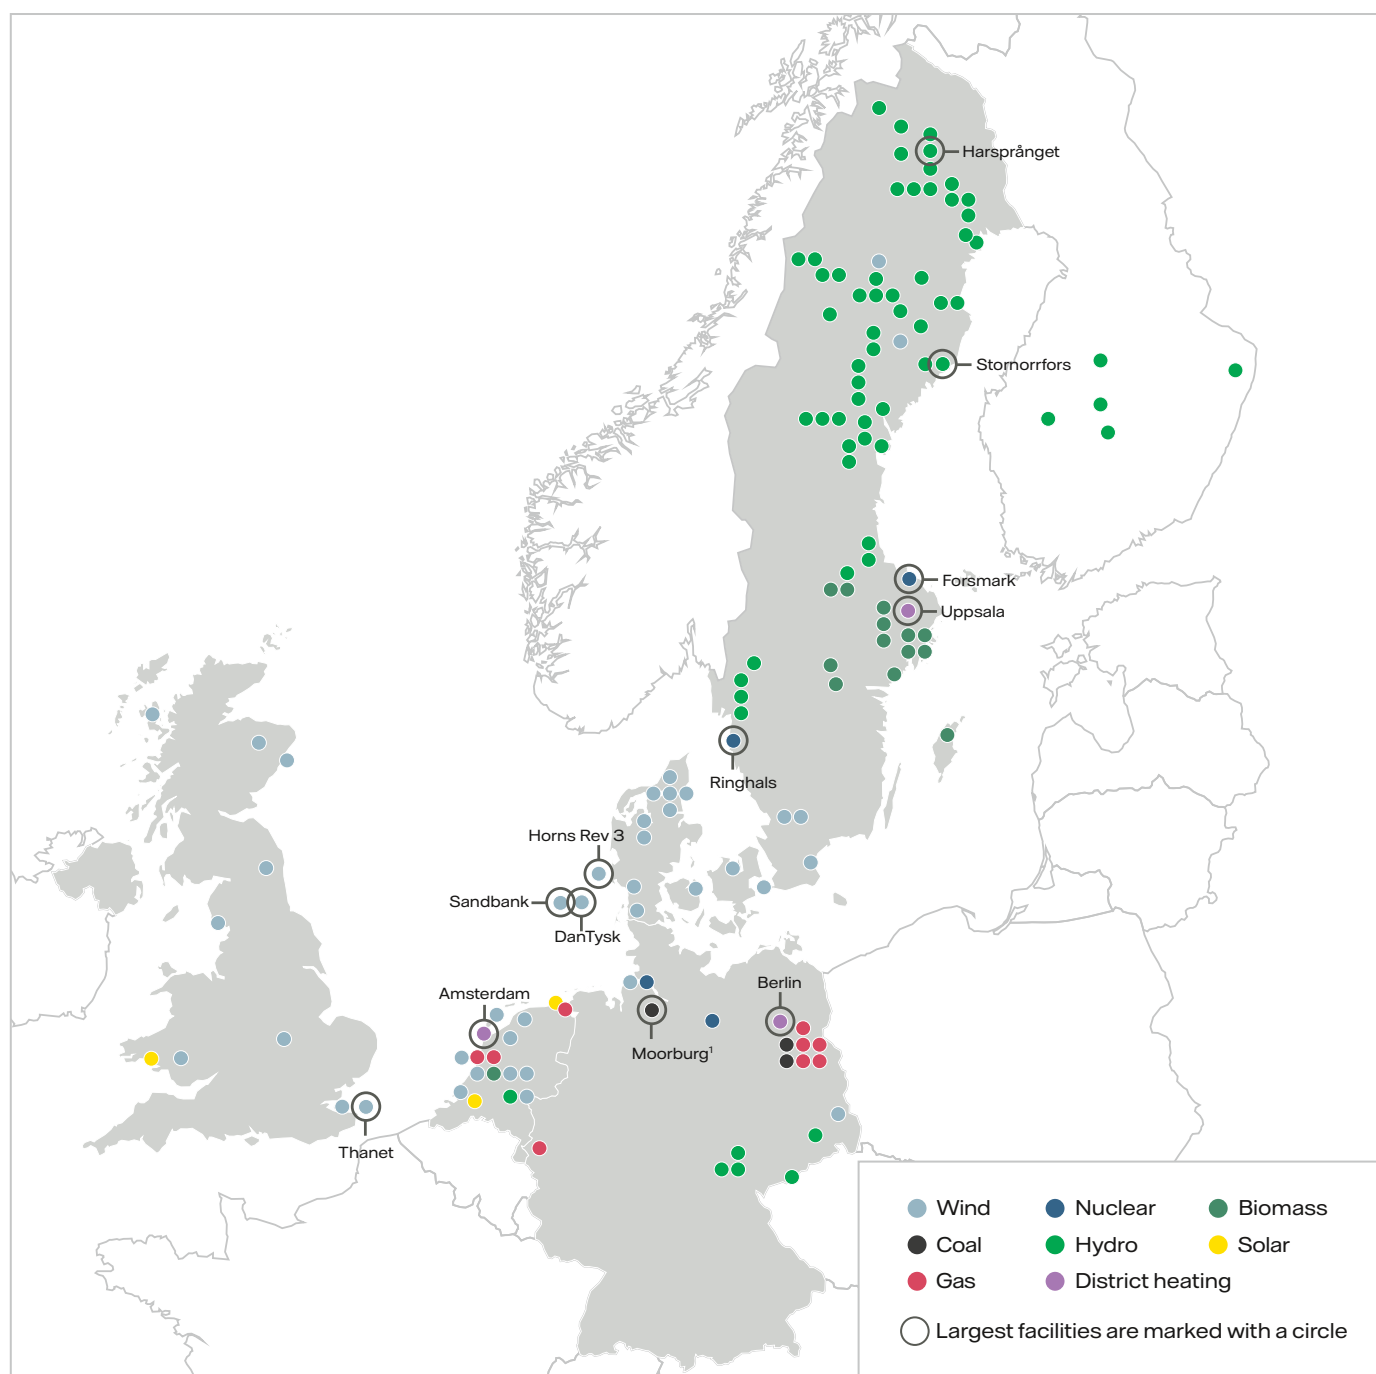 Harsprånget
Stornorrfors
Forsmark
Uppsala
Ringhals
Horns Rev 3
Sandbank
DanTysk
Amsterdam
Berlin
Moorburg¹
Thanet
Wind
Nuclear
Biomass
Coal
Hydro
Solar
Gas
District heating
Largest facilities are marked with a circle